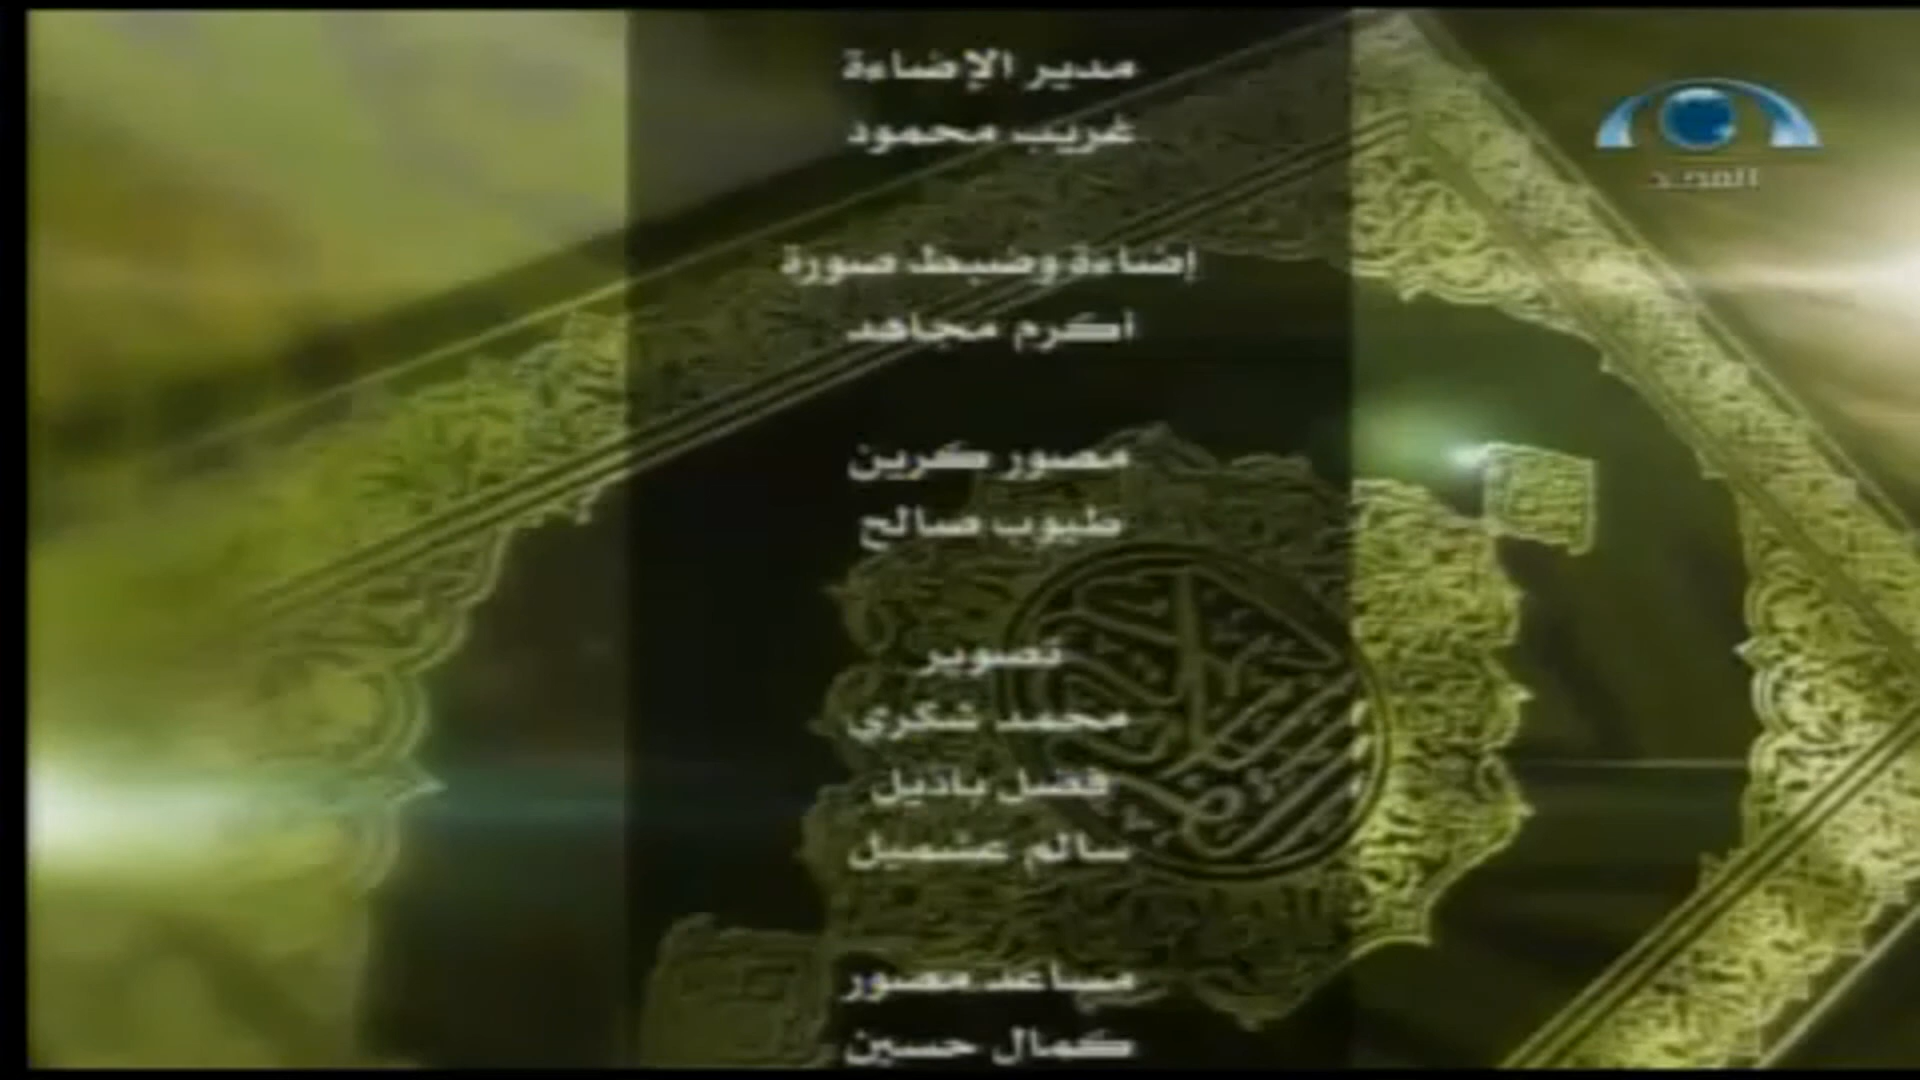 مدير الإضاءة
غريب محمود
المجد
إضاءة وضبط صورة
أكرم مجاهد
مصور كرين
طيوب صالح
تصوير
محمد شكري
فضل باذيل
سالم عشميل
مساعد مصور
كمال حسين